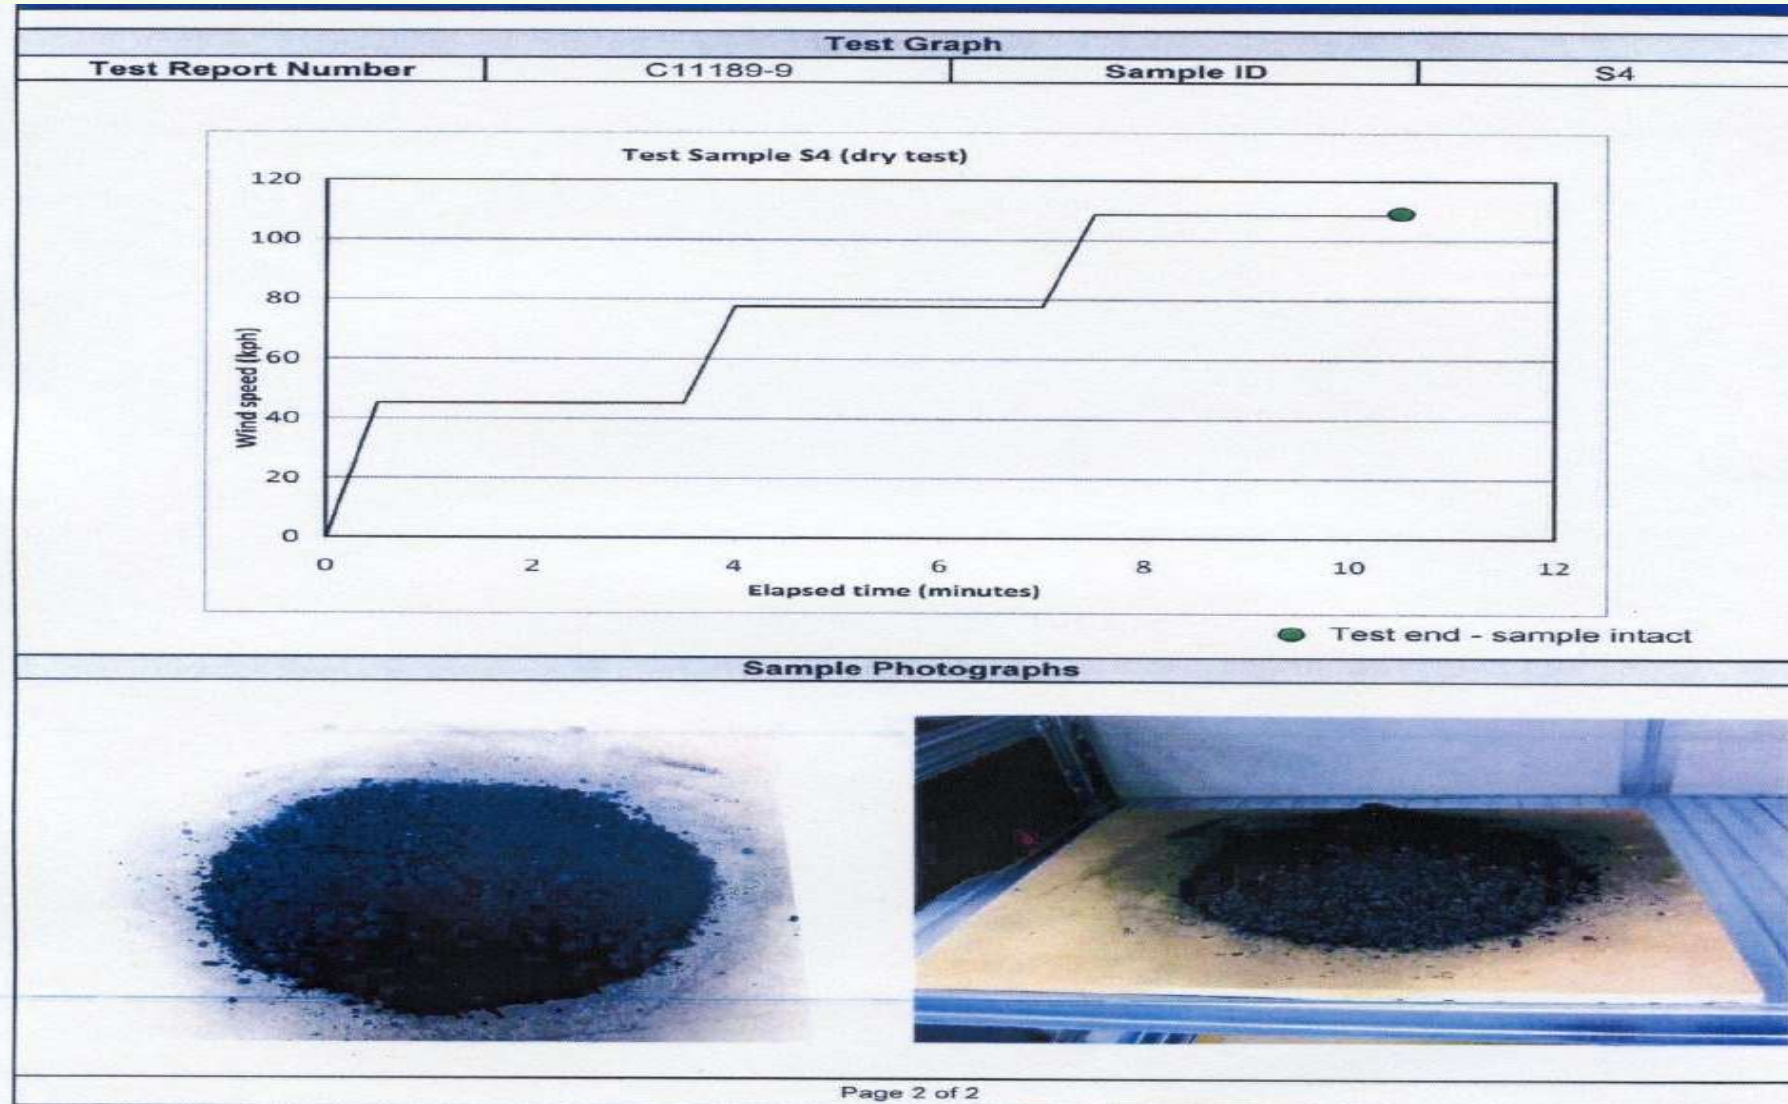 Test Graph
Test Report Number C11189-9 Sample ID S4
Test Sample S4 (dry test)
120
100
80
60
40
20
0
Wind speed (kph)
0 2 4 6 8 10 12
Elapsed time (minutes)
Test end - sample intact
Sample Photographs
Page 2 of 2